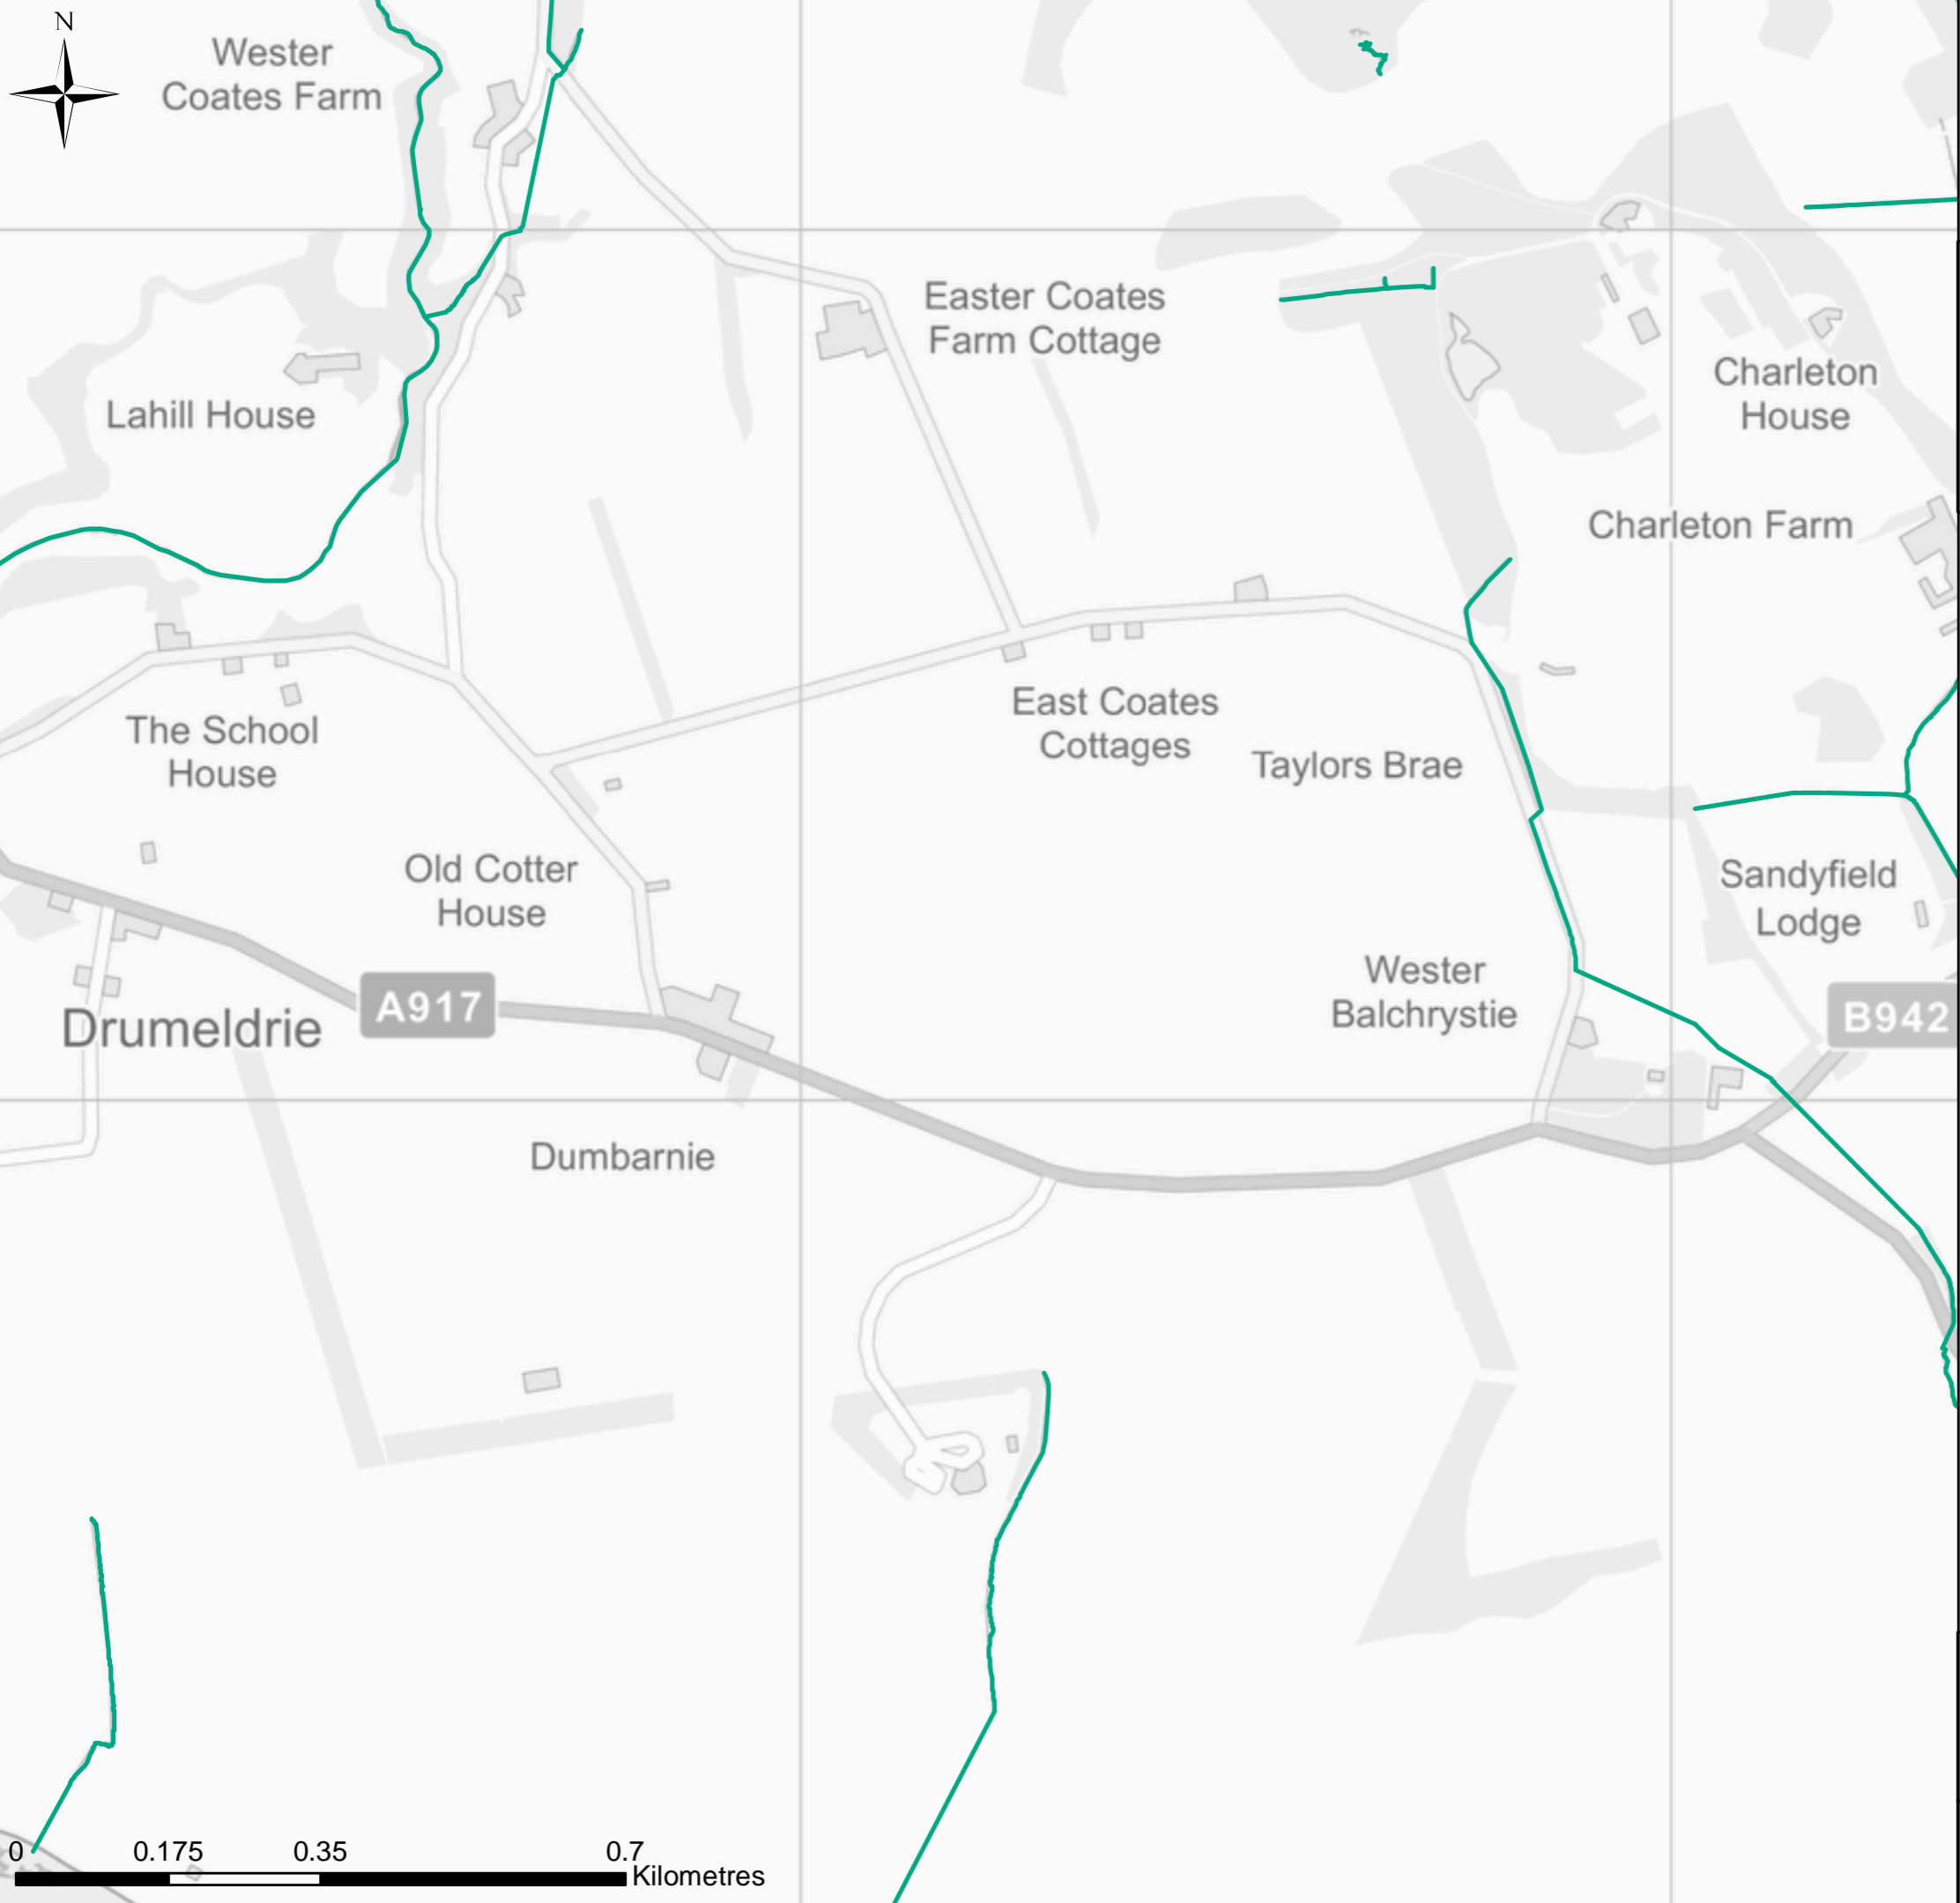 N
Wester
Coates Farm
Easter Coates
Farm Cottage
Charleton
House
Lahill House
Charleton Farm
The School
House
East Coates
Cottages
Taylors Brae
Old Cotter
House
Sandyfield
Lodge
Wester
Balchrystie
A917
B942
Drumeldrie
Dumbarnie
0 0.175 0.35 0.7
Kilometres